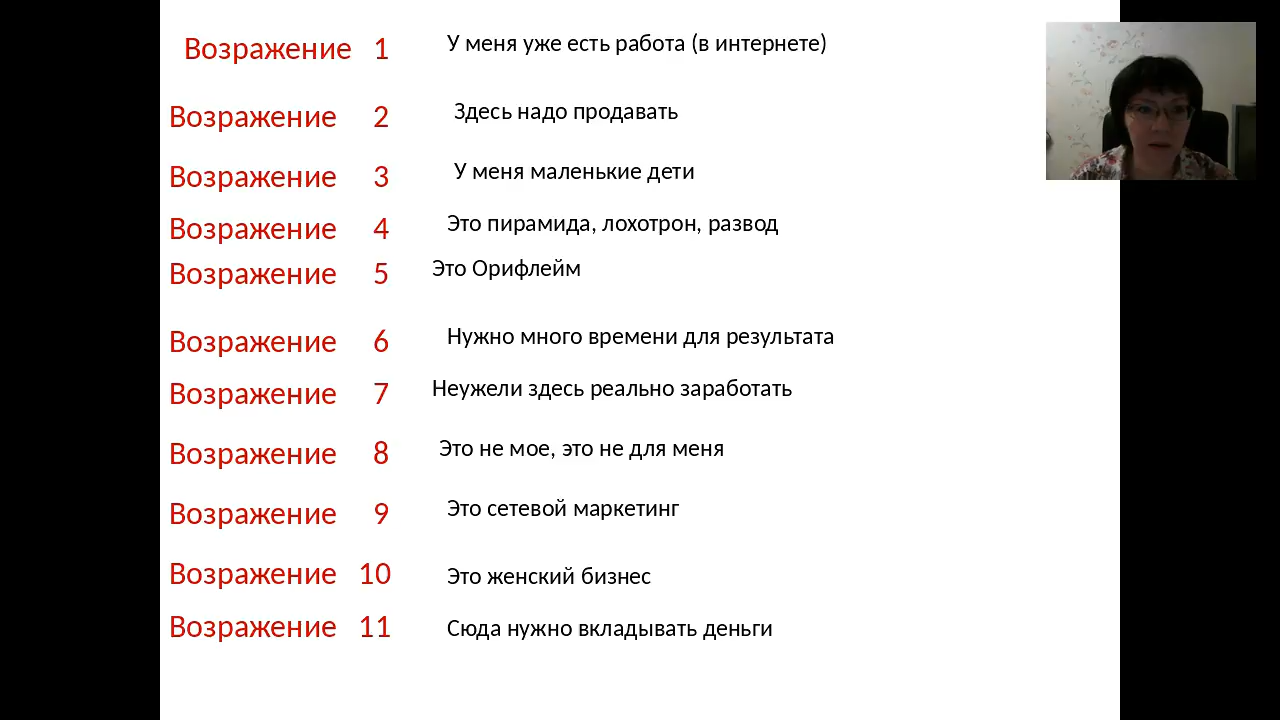 Возражение 1 У меня уже есть работа (в интернете)
Возражение 2 Здесь надо продавать
Возражение 3 У меня маленькие дети
Возражение 4 Это пирамида, лохотрон, развод
Возражение 5 Это Орифлейм
Возражение 6 Нужно много времени для результата
Возражение 7 Неужели здесь реально заработать
Возражение 8 Это не мое, это не для меня
Возражение 9 Это сетевой маркетинг
Возражение 10 Это женский бизнес
Возражение 11 Сюда нужно вкладывать деньги